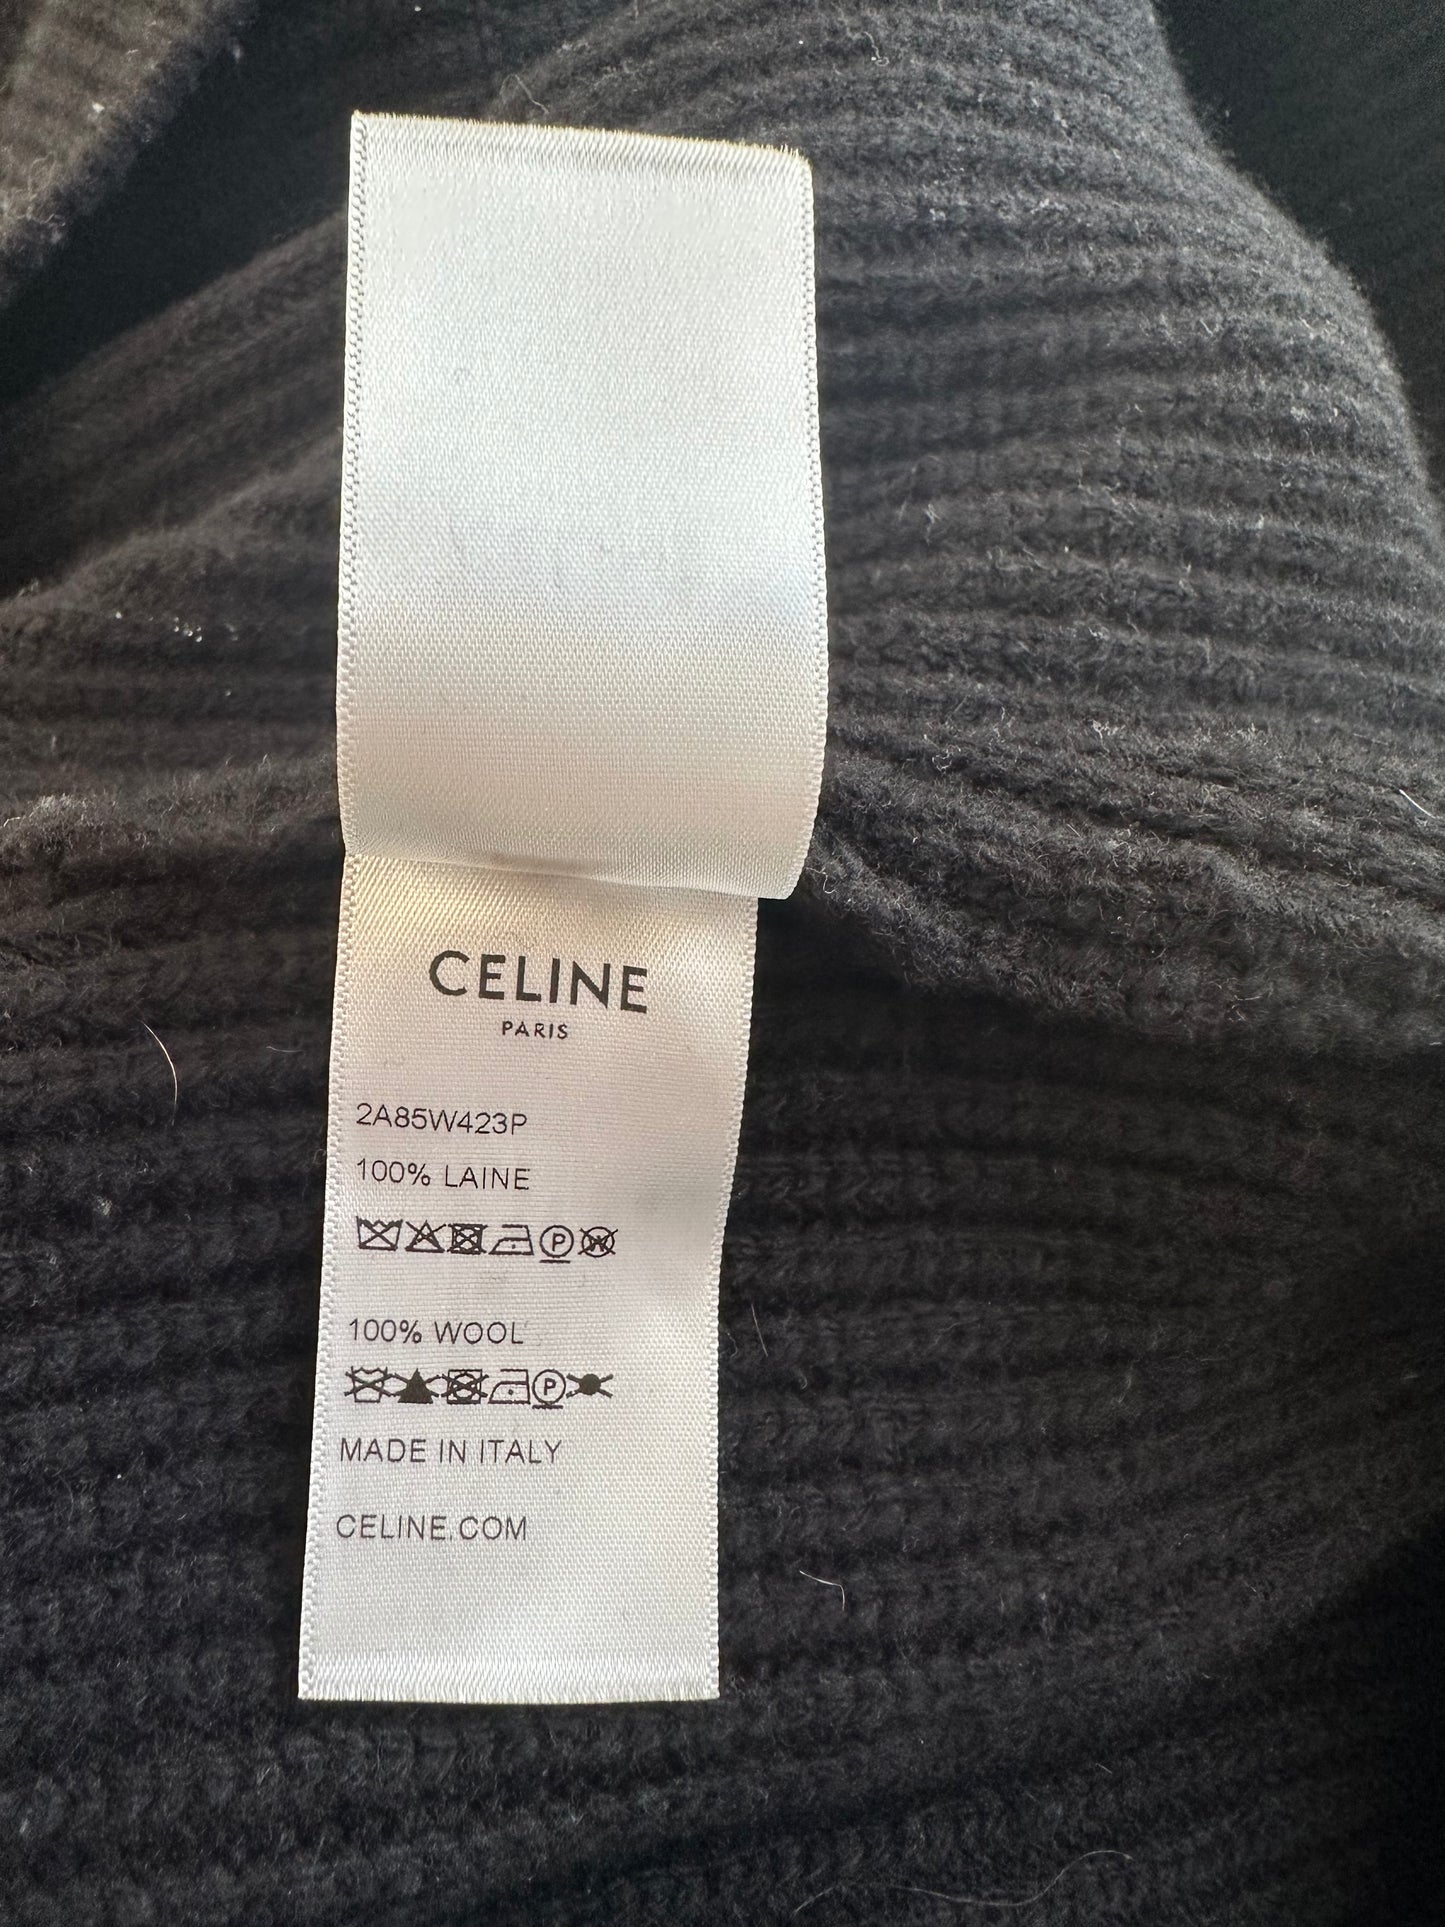 CELINE
PARIS
2A85W423P
100% LAINE
P W
100% WOOL
P
MADE IN ITALY
CELINE.COM